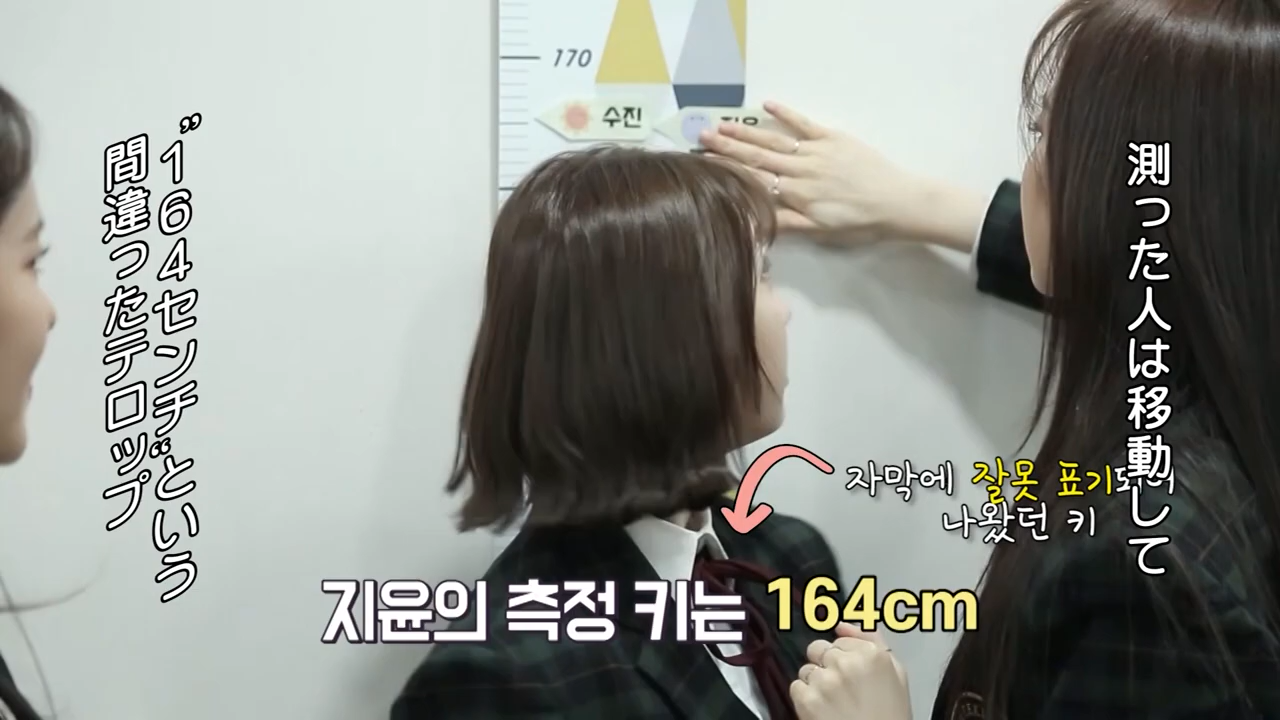 170
수진
測った人は移動して
”164センチ“という
間違ったテロップ
자막에 잘못 표기
나왔던 키
지윤의 측정 키는 164cm